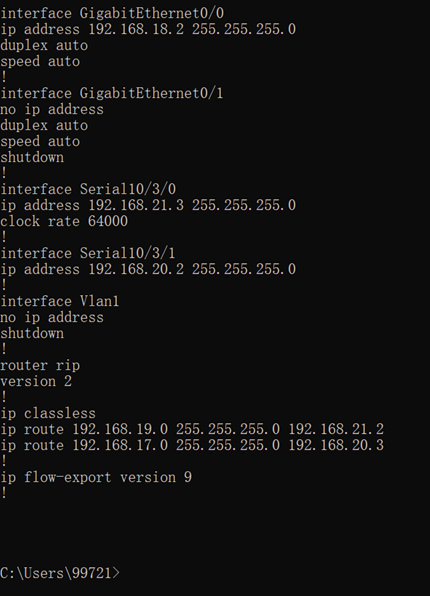 interface GigabitEthernet0/0
ip address 192.168.18.2 255.255.255.0
duplex auto
speed auto
!
interface GigabitEthernet0/1
no ip address
duplex auto
speed auto
shutdown
!
interface Serial10/3/0
ip address 192.168.21.3 255.255.255.0
clock rate 64000
!
interface Serial10/3/1
ip address 192.168.20.2 255.255.255.0
!
interface Vlan1
no ip address
shutdown
!
router rip
version 2
!
ip classless
ip route 192.168.19.0 255.255.255.0 192.168.21.2
ip route 192.168.17.0 255.255.255.0 192.168.20.3
!
ip flow-export version 9
!
C:\Users\99721>